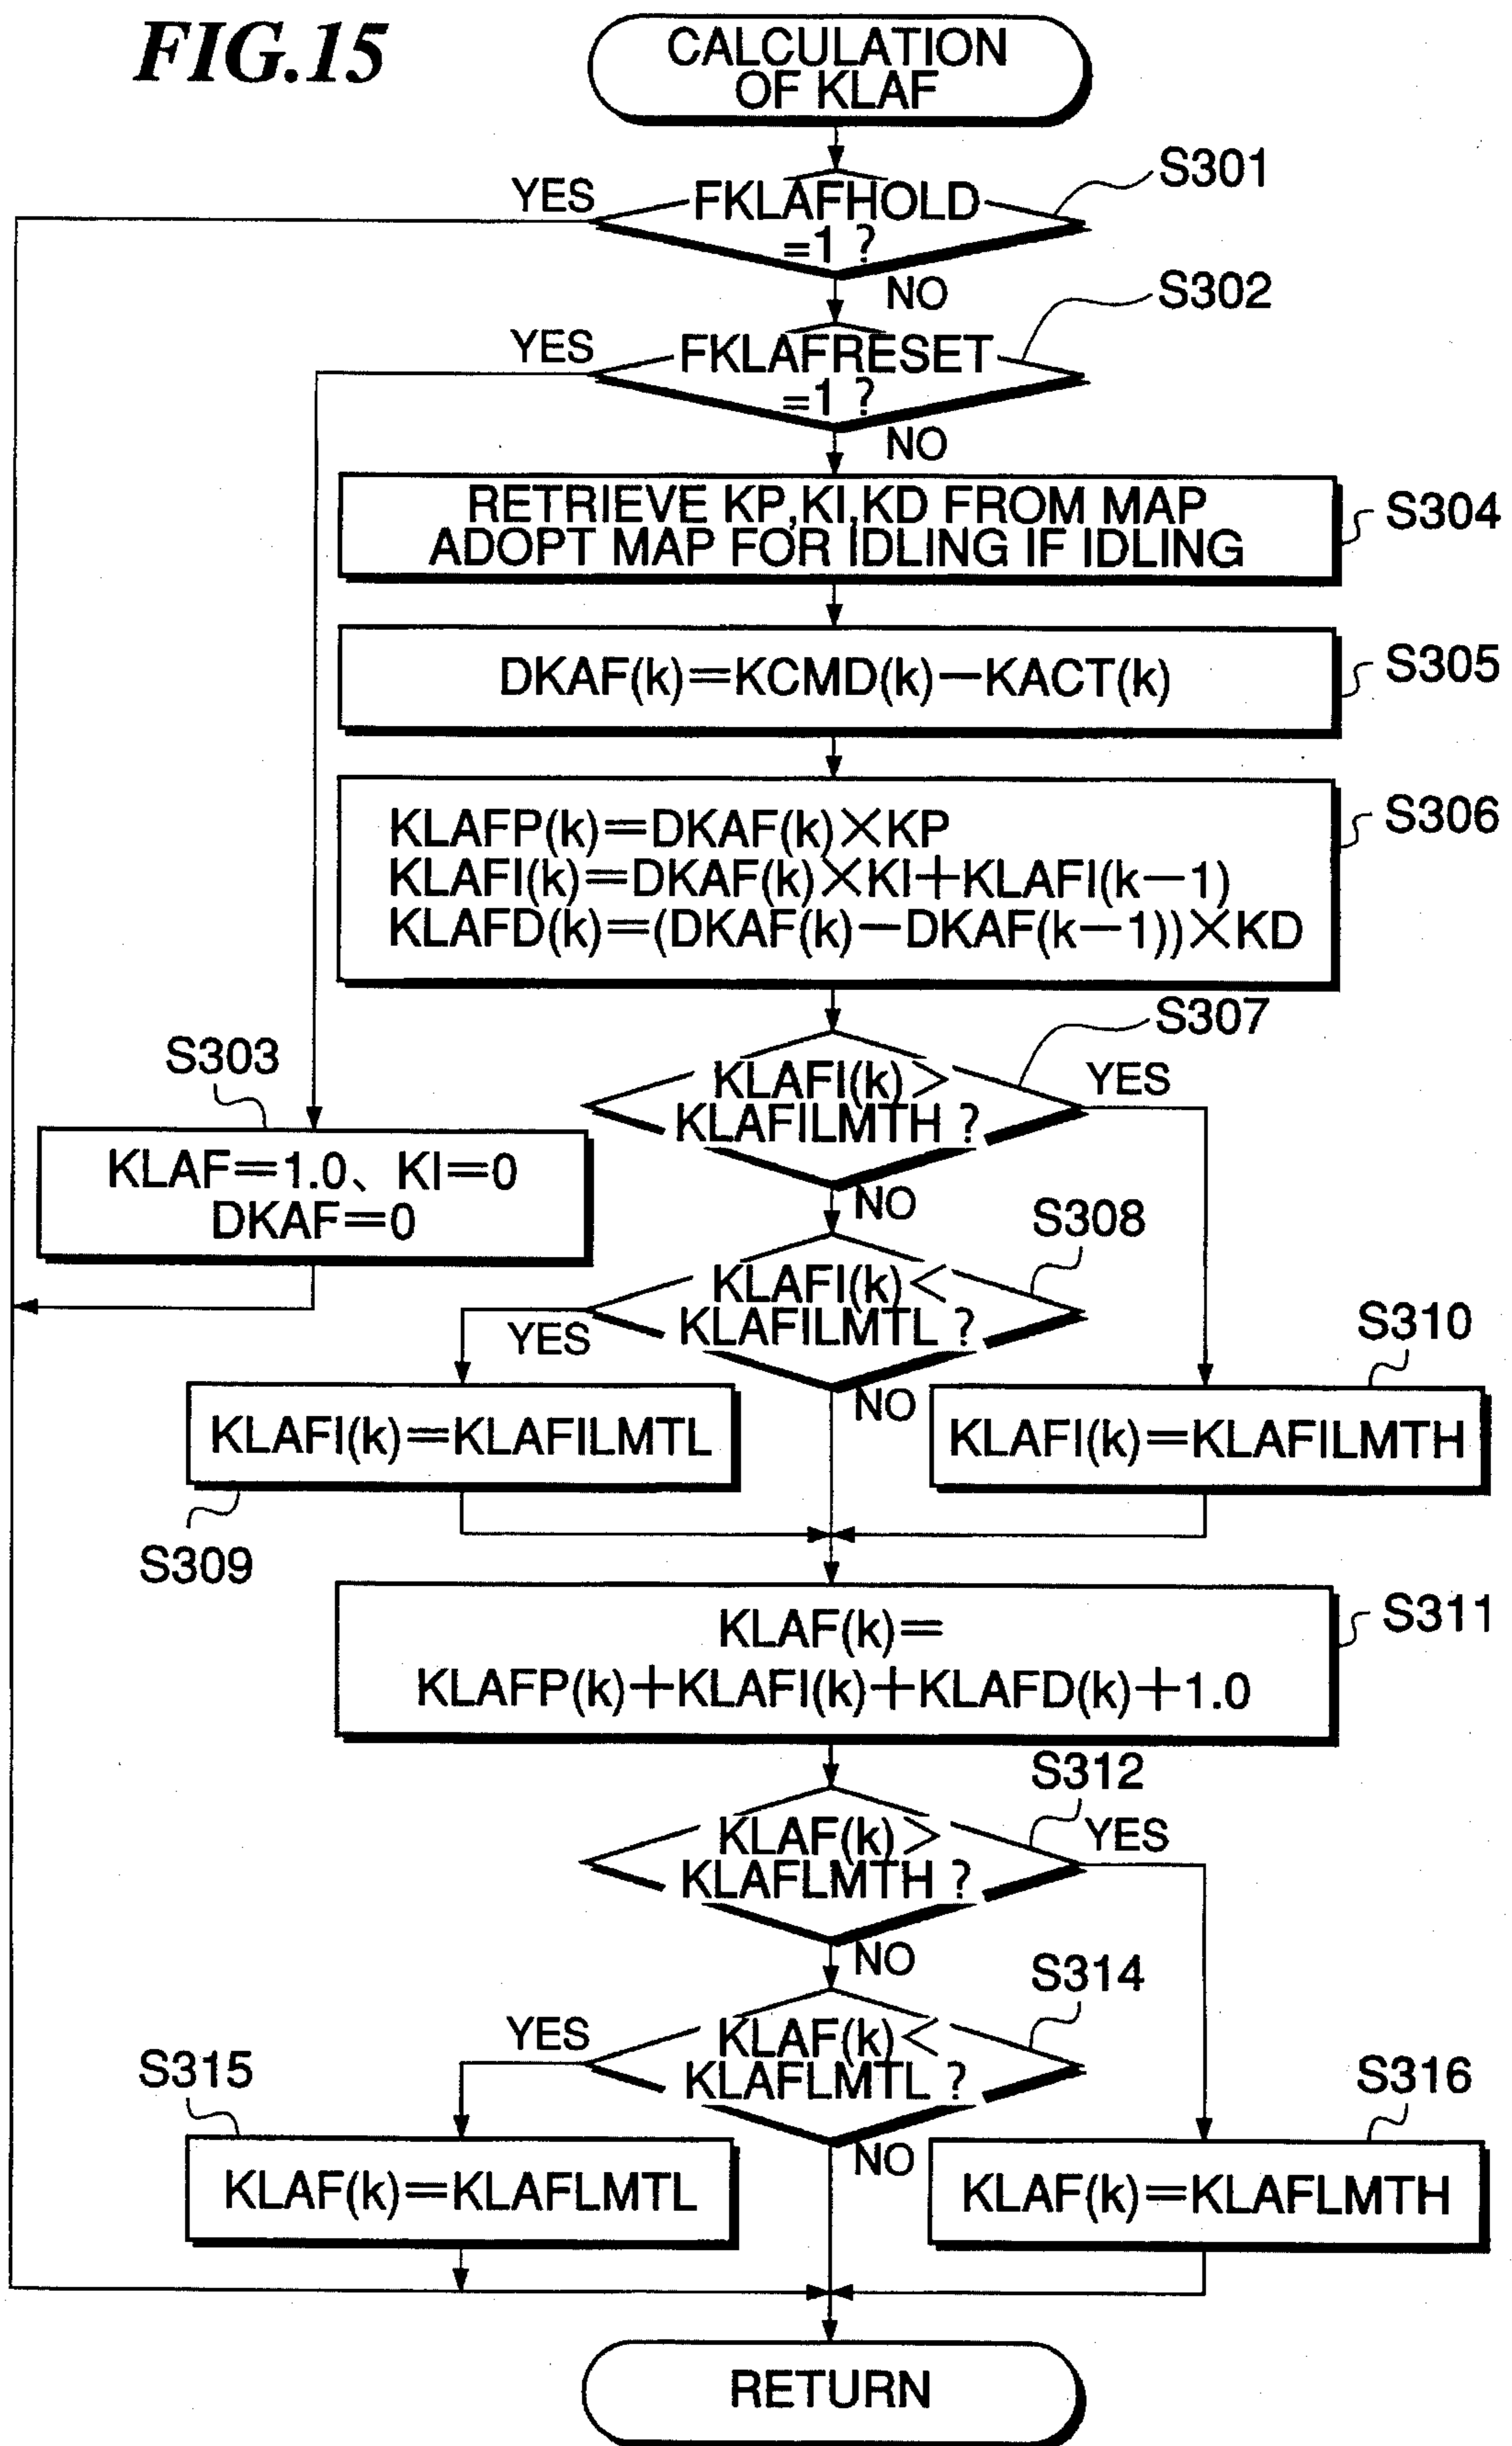 FIG.15
CALCULATION
OF KLAF
S301
YES
FKLAFHOLD
=1 ?
NO
S302
YES
FKLAFRESET
=1 ?
NO
RETRIEVE KP,KI,KD FROM MAP
ADOPT MAP FOR IDLING IF IDLING
S304
DKAF(k)=KCMD(k)−KACT(k)
S305
KLAFP(k)=DKAF(k)×KP
KLAFI(k)=DKAF(k)×KI+KLAFI(k−1)
KLAFD(k)=(DKAF(k)−DKAF(k−1))×KD
S306
S307
KLAFI(k)>
KLAFILMTH ?
YES
NO
S303
KLAF=1.0、KI=0
DKAF=0
S308
KLAFI(k)<
KLAFILMTL ?
YES
NO
S310
KLAFI(k)=KLAFILMTL
KLAFI(k)=KLAFILMTH
S309
KLAF(k)=
KLAFP(k)+KLAFI(k)+KLAFD(k)+1.0
S311
S312
KLAF(k)>
KLAFLMTH ?
YES
NO
S314
YES
KLAF(k)<
KLAFLMTL ?
NO
S315
S316
KLAF(k)=KLAFLMTL
KLAF(k)=KLAFLMTH
RETURN